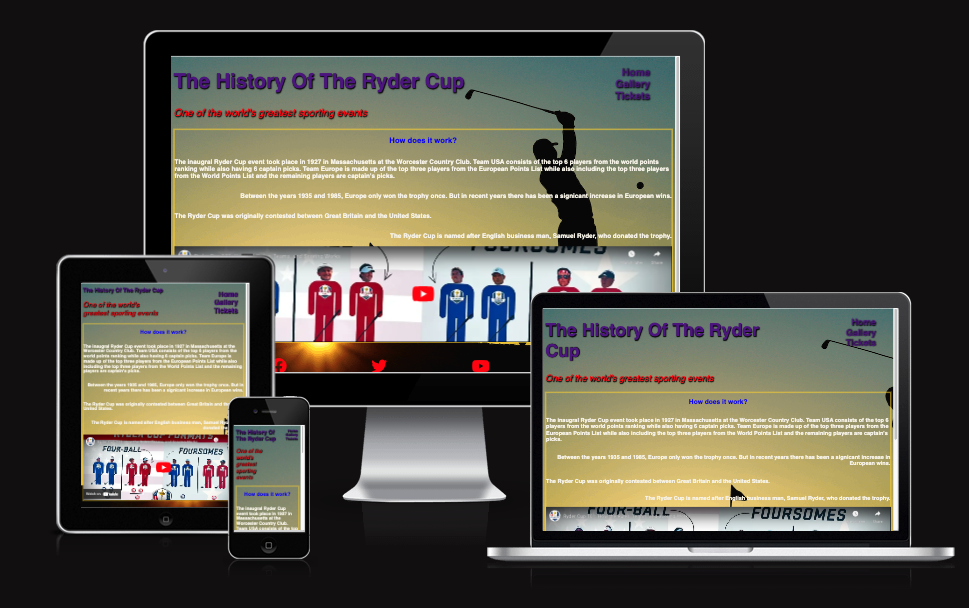 The History Of The Ryder Cup
Home
Gallery
Tickets
One of the world's greatest sporting events
How does it work?
The inaugral Ryder Cup event took place in 1927 in Massachusatta at the Worcester Country Club. Team USA consists of the top 6 players from the world points
ranking while also having 6 captain picks. Team Europe is made up of the top three players from the European Points List while also including the top three players
from the World Points List and the remaining players are captain's picks.
Between the years 1935 and 1985, Europe only won the trophy once. But in recent years there has been a signicant increase in European wins.
The Ryder Cup was originally contested between Great Britain and the United States.
The Ryder Cup is named after English business man, Samuel Ryder, who donated the trophy.
FOURSOMES
The History Of The Ryder Cup
Home
Gallery
Tickets
One of the world's
greatest sporting events
How does it work?
The inaugral Ryder Cup event took place in 1927 in Massachusatta at the
Worcester Country Club. Team USA consists of the top 6 players from the
world points ranking while also having 6 captain picks. Team Europe is
made up of the top three players from the European Points List while also
including the top three players from the World Points List and the remaining
players are captain's picks.
Between the years 1935 and 1985, Europe only won the trophy once. But in
recent years there has been a signicant increase in European wins.
The Ryder Cup was originally contested between Great Britain and
United States.
The Ryder Cup is named after English business man, Samuel
RYDER CUP FORMATS
FOUR-BALL
FOURSOMES
Watch on YouTube
The History Of
The Ryder Cup
Home
Gallery
Tickets
One of the
world's
greatest
sporting
events
How does it work?
The inaugral Ryder Cup
event took place in 1927 in
Massachusatta at the
Worcester Country Club.
Team USA consists of the top
The History Of The Ryder
Cup
Home
Gallery
Tickets
One of the world's greatest sporting events
How does it work?
The inaugral Ryder Cup event took place in 1927 in Massachusatta at the Worcester Country Club. Team USA consists of the top 6
players from the world points ranking while also having 6 captain picks. Team Europe is made up of the top three players from the
European Points List while also including the top three players from the World Points List and the remaining players are captain's
picks.
Between the years 1935 and 1985, Europe only won the trophy once. But in recent years there has been a signicant increase in
European wins.
The Ryder Cup was originally contested between Great Britain and the United States.
The Ryder Cup is named after English business man, Samuel Ryder, who donated the trophy.
Ryder Cup
FOUR-BALL
FOURSOMES